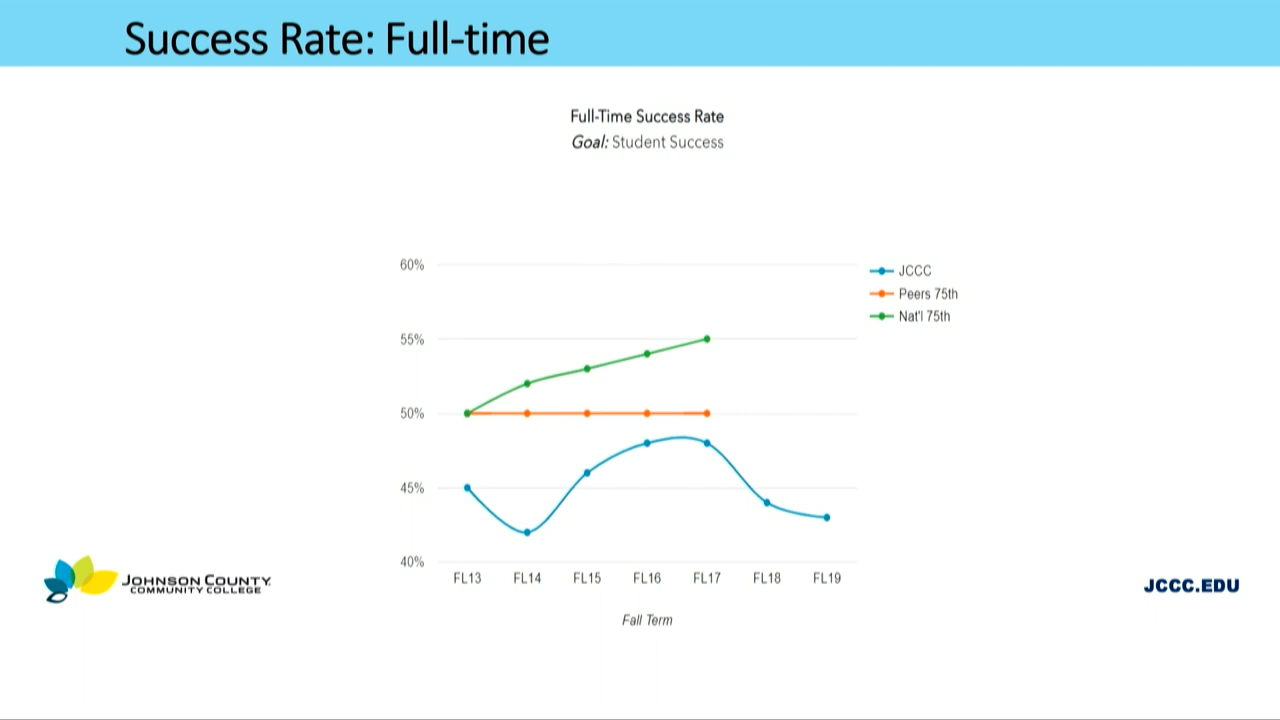 Success Rate: Full-time
Full-Time Success Rate
Goal: Student Success
60%
55%
50%
45%
40%
JCCC
Peers 75th
Nat'l 75th
FL13 FL14 FL15 FL16 FL17 FL18 FL19
Fall Term
JOHNSON COUNTY
COMMUNITY COLLEGE
JCCC.EDU